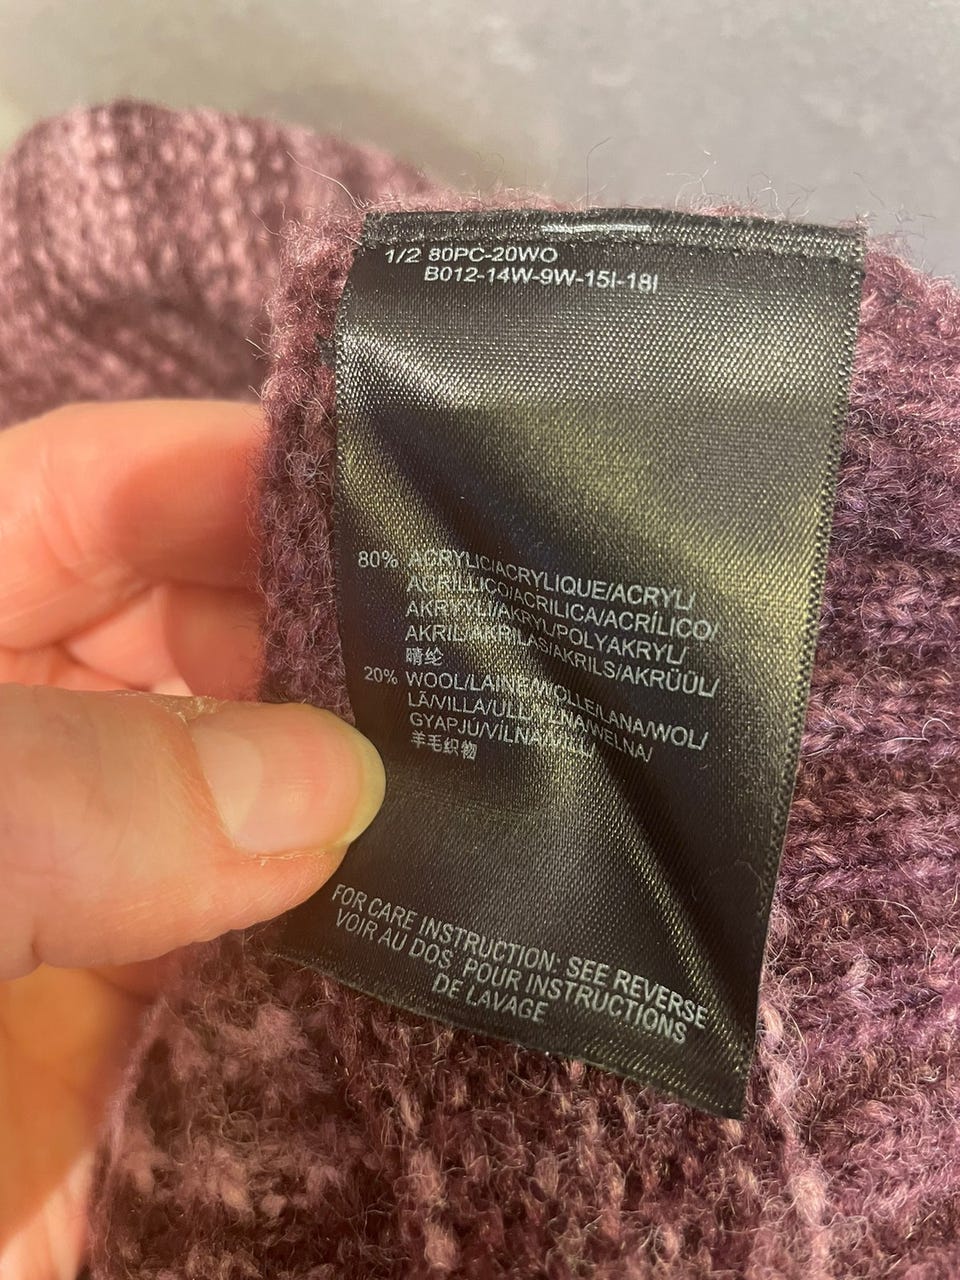 1/2 80PC-20WO
B012-14W-9W-15I-18I
80% ACRYLIC/ACRYLIQUE/ACRYL/
ACRILLICO/ACRILICA/ACRÍLICO/
AKRYYLI/AKRYL/POLYAKRYL/
AKRIL/AKRILAS/AKRILS/AKRÜÜL/
腈纶
20% WOOL/LAINE/WOLLE/LANA/WOL/
LÃ/VILLA/ULL/VLNA/WEŁNA/
GYAPJÚ/VILNA/VILL/
羊毛织物
FOR CARE INSTRUCTION: SEE REVERSE
VOIR AU DOS POUR INSTRUCTIONS
DE LAVAGE